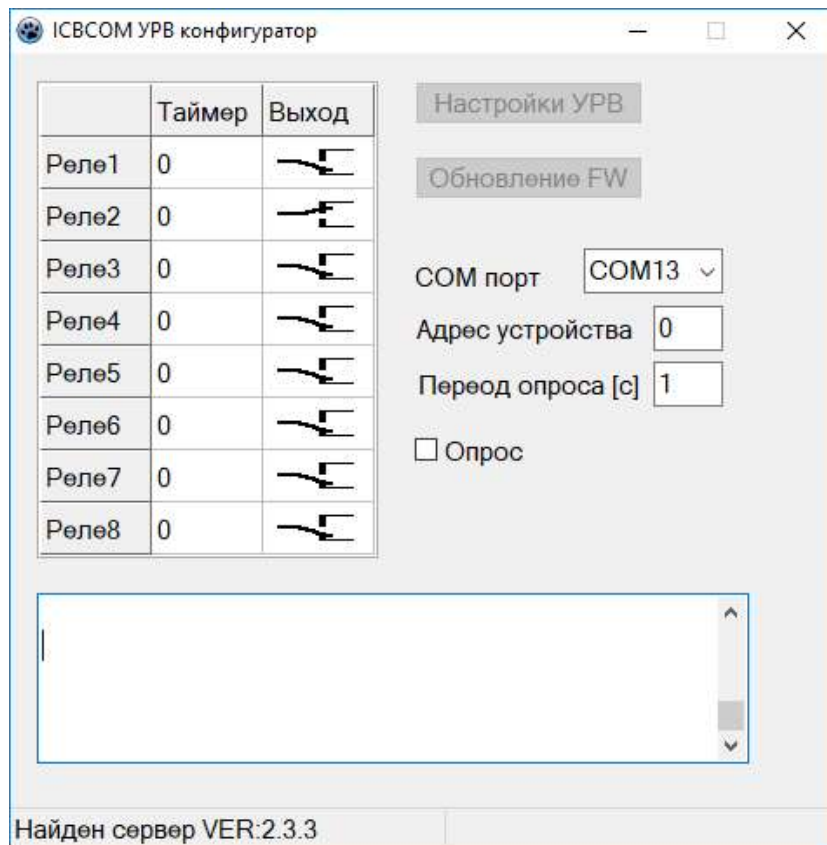 ICBCOM УРВ конфигуратор
Таймер Выход
Реле1 0
Реле2 0
Реле3 0
Реле4 0
Реле5 0
Реле6 0
Реле7 0
Реле8 0
Настройки УРВ
Обновление FW
COM порт COM13
Адрес устройства 0
Переод опроса [с] 1
Опрос
Найден сервер VER:2.3.3